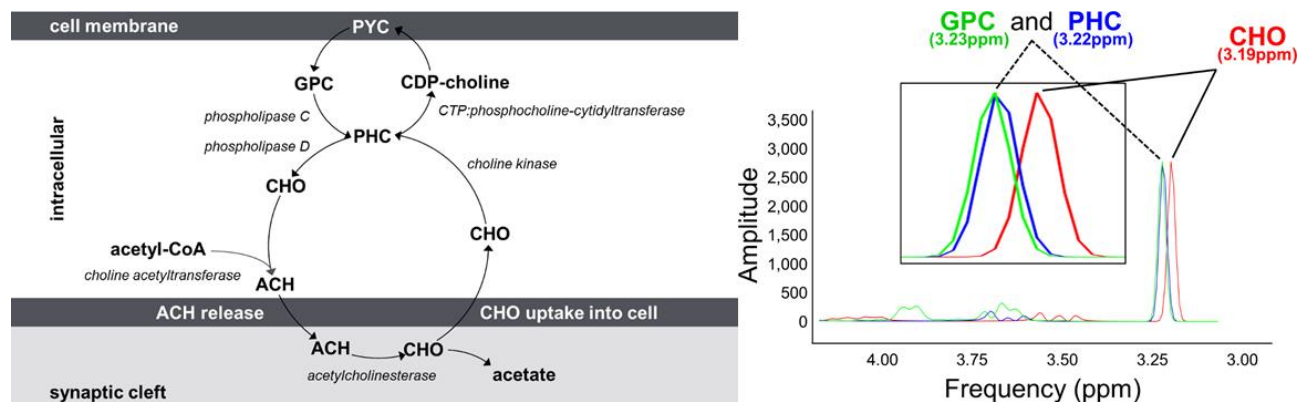 cell membrane
PYC
GPC
CDP-choline
phospholipase C
CTP:phosphocholine-cytidyltransferase
PHC
phospholipase D
choline kinase
CHO
intracellular
CHO
acetyl-CoA
choline acetyltransferase
ACH
ACH release
CHO uptake into cell
ACH
CHO
acetylcholinesterase
acetate
synaptic cleft
GPC and PHC
(3.23ppm)
(3.22ppm)
CHO
(3.19ppm)
Amplitude
3,500
3,000
2,500
2,000
1,500
1,000
500
0
4.00
3.75
3.50
3.25
3.00
Frequency (ppm)